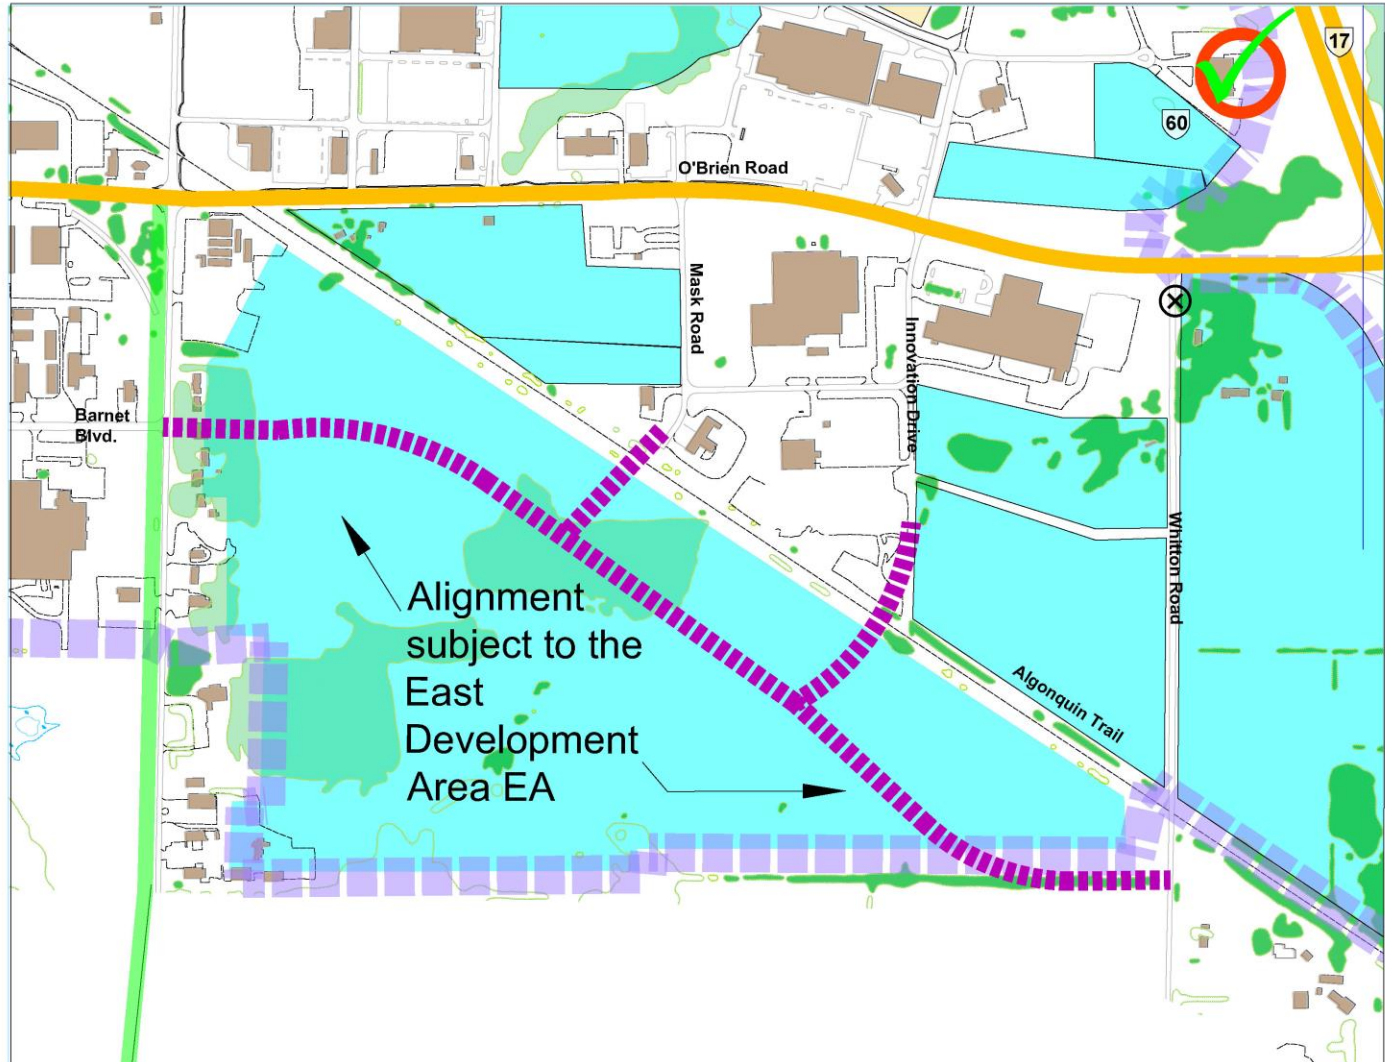 17
60
O'Brien Road
Mask Road
Innovation Drive
Barnet
Blvd.
Whitton Road
Alignment
subject to the
East
Development
Area EA
Algonquin Trail